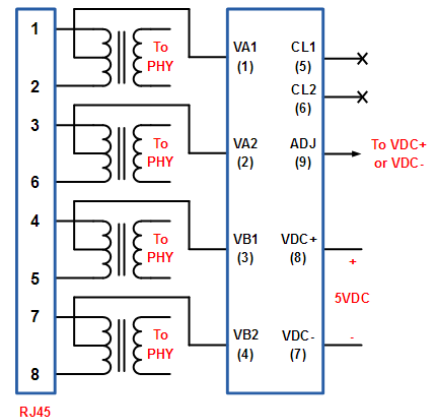 1
2
3
6
4
5
7
8
RJ45
To
PHY
To
PHY
To
PHY
To
PHY
VA1
(1)
VA2
(2)
VB1
(3)
VB2
(4)
CL1
(5)
CL2
(6)
ADJ
(9)
VDC+
(8)
VDC-
(7)
To VDC+
or VDC-
+
5VDC
-